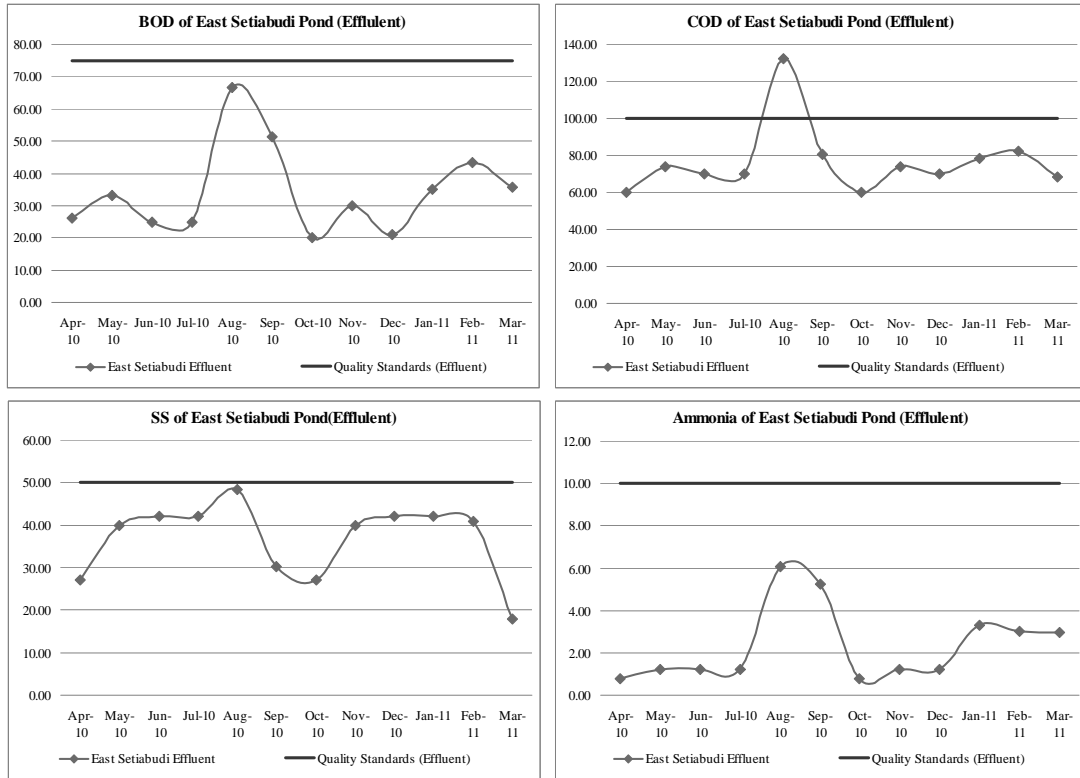 BOD of East Setiabudi Pond (Efflulent)
80.00
70.00
60.00
50.00
40.00
30.00
20.00
10.00
0.00
Apr-10 May-10 Jun-10 Jul-10 Aug-10 Sep-10 Oct-10 Nov-10 Dec-10 Jan-11 Feb-11 Mar-11
East Setiabudi Effluent Quality Standards (Effluent)
COD of East Setiabudi Pond (Efflulent)
140.00
120.00
100.00
80.00
60.00
40.00
20.00
0.00
Apr-10 May-10 Jun-10 Jul-10 Aug-10 Sep-10 Oct-10 Nov-10 Dec-10 Jan-11 Feb-11 Mar-11
East Setiabudi Effluent Quality Standards (Effluent)
SS of East Setiabudi Pond(Efflulent)
60.00
50.00
40.00
30.00
20.00
10.00
0.00
Apr-10 May-10 Jun-10 Jul-10 Aug-10 Sep-10 Oct-10 Nov-10 Dec-10 Jan-11 Feb-11 Mar-11
East Setiabudi Effluent Quality Standards (Effluent)
Ammonia of East Setiabudi Pond (Efflulent)
12.00
10.00
8.00
6.00
4.00
2.00
0.00
Apr-10 May-10 Jun-10 Jul-10 Aug-10 Sep-10 Oct-10 Nov-10 Dec-10 Jan-11 Feb-11 Mar-11
East Setiabudi Effluent Quality Standards (Effluent)